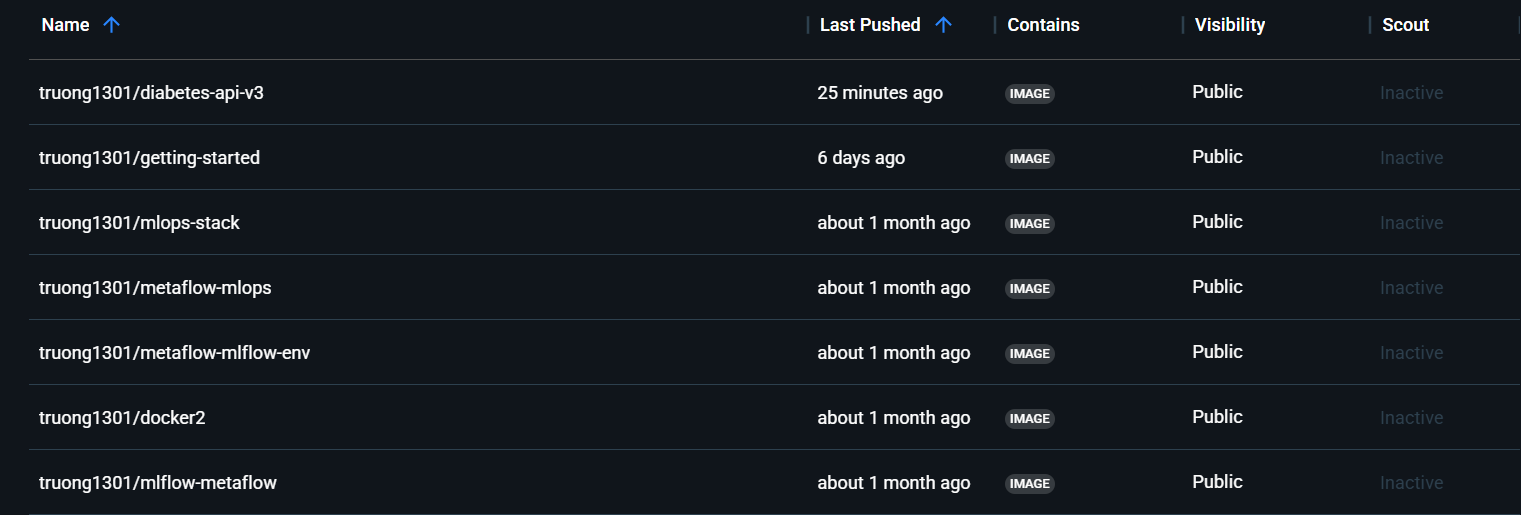 Name Last Pushed Contains Visibility Scout
truong1301/diabetes-api-v3 25 minutes ago IMAGE Public Inactive
truong1301/getting-started 6 days ago IMAGE Public Inactive
truong1301/mlops-stack about 1 month ago IMAGE Public Inactive
truong1301/metaflow-mlops about 1 month ago IMAGE Public Inactive
truong1301/metaflow-mlflow-env about 1 month ago IMAGE Public Inactive
truong1301/docker2 about 1 month ago IMAGE Public Inactive
truong1301/mlflow-metaflow about 1 month ago IMAGE Public Inactive